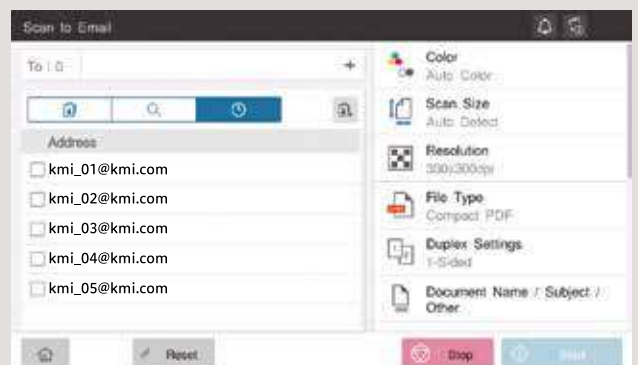 Scan to Email
To : 0
+
Address
kmi_01@kmi.com
kmi_02@kmi.com
kmi_03@kmi.com
kmi_04@kmi.com
kmi_05@kmi.com
Color
Auto Color
Scan Size
Auto Detect
Resolution
300x300dpi
File Type
Compact PDF
Duplex Settings
1-Sided
Document Name / Subject /
Other
Reset
Stop
Start